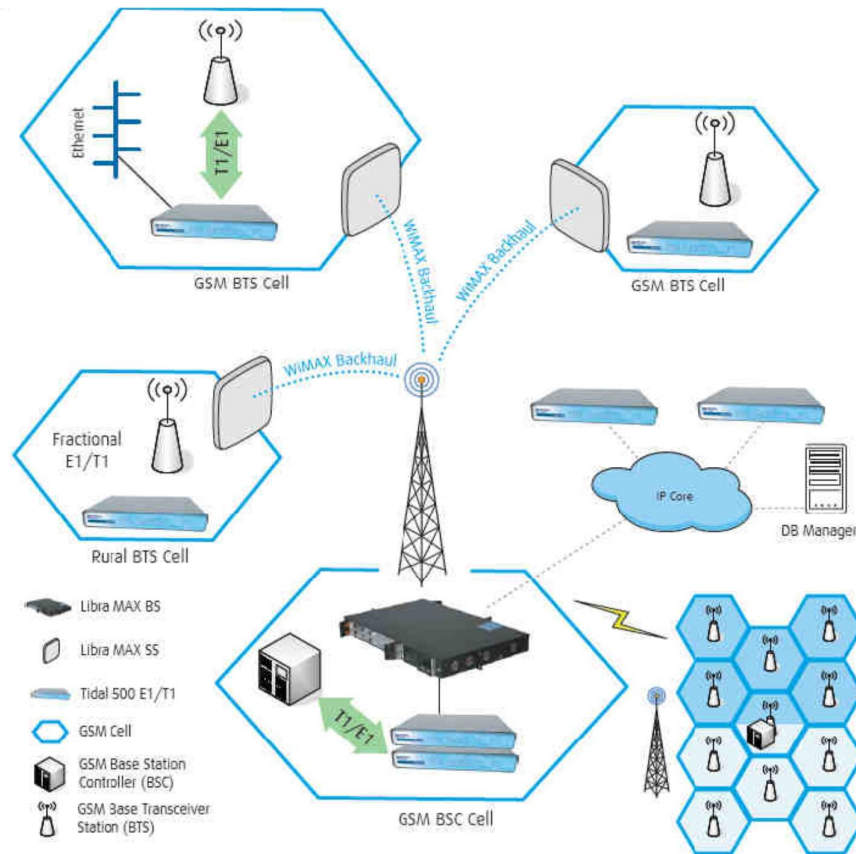 Ethernet
T1/E1
GSM BTS Cell
GSM BTS Cell
WiMAX Backhaul
WiMAX Backhaul
WiMAX Backhaul
Fractional
E1/T1
Rural BTS Cell
IP Core
DB Manager
Libra MAX BS
Libra MAX SS
Tidal 500 E1/T1
GSM Cell
GSM Base Station
Controller (BSC)
GSM Base Transceiver
Station (BTS)
T1/E1
GSM BSC Cell